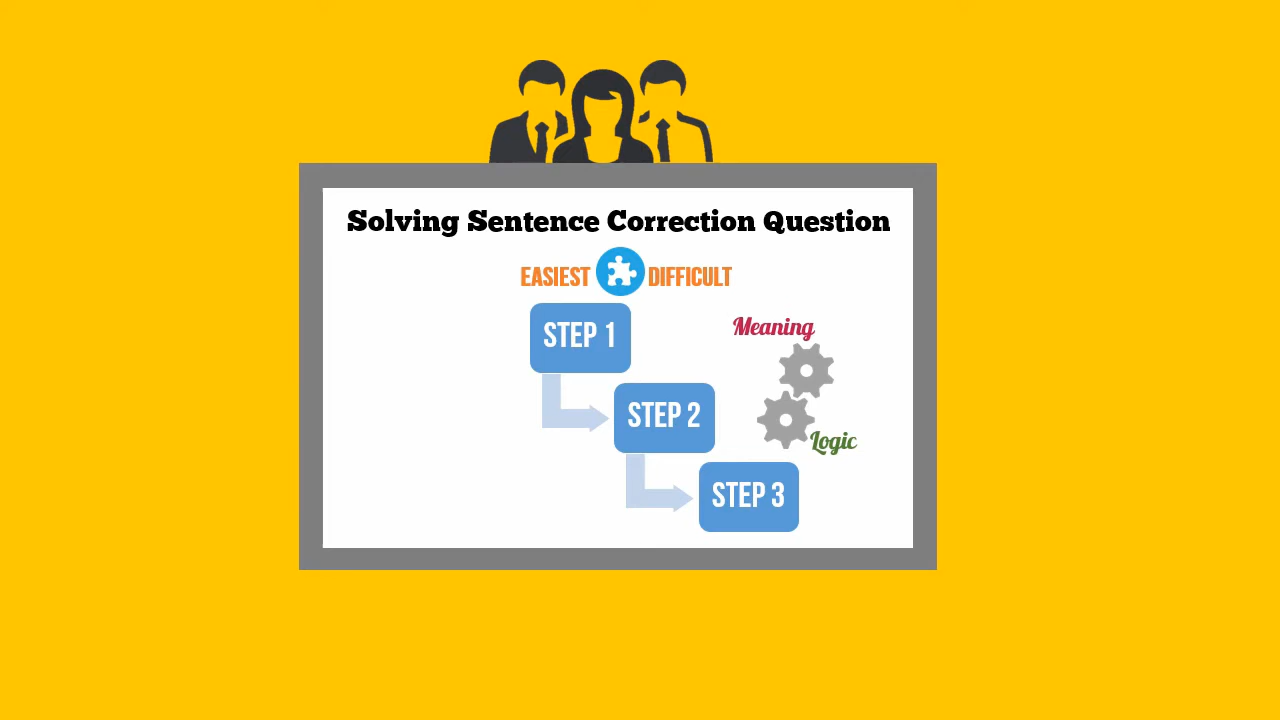 Solving Sentence Correction Question
EASIEST DIFFICULT
STEP 1
Meaning
STEP 2
Logic
STEP 3